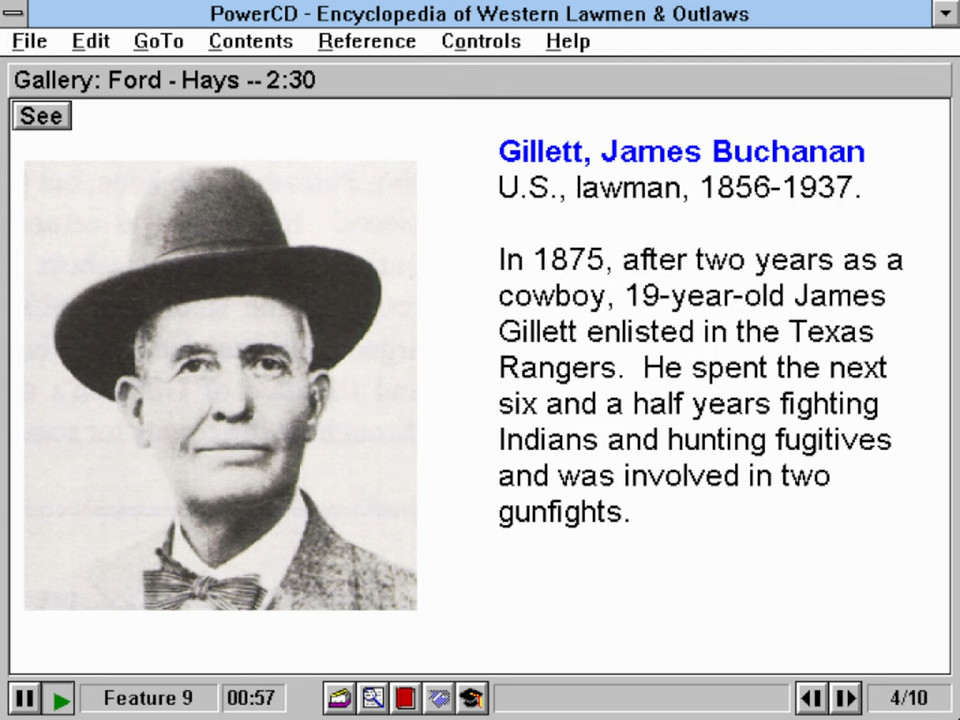 PowerCD - Encyclopedia of Western Lawmen & Outlaws
File Edit GoTo Contents Reference Controls Help
Gallery: Ford - Hays -- 2:30
See
Gillett, James Buchanan
U.S., lawman, 1856-1937.
In 1875, after two years as a
cowboy, 19-year-old James
Gillett enlisted in the Texas
Rangers. He spent the next
six and a half years fighting
Indians and hunting fugitives
and was involved in two
gunfights.
Feature 9 00:57 4/10